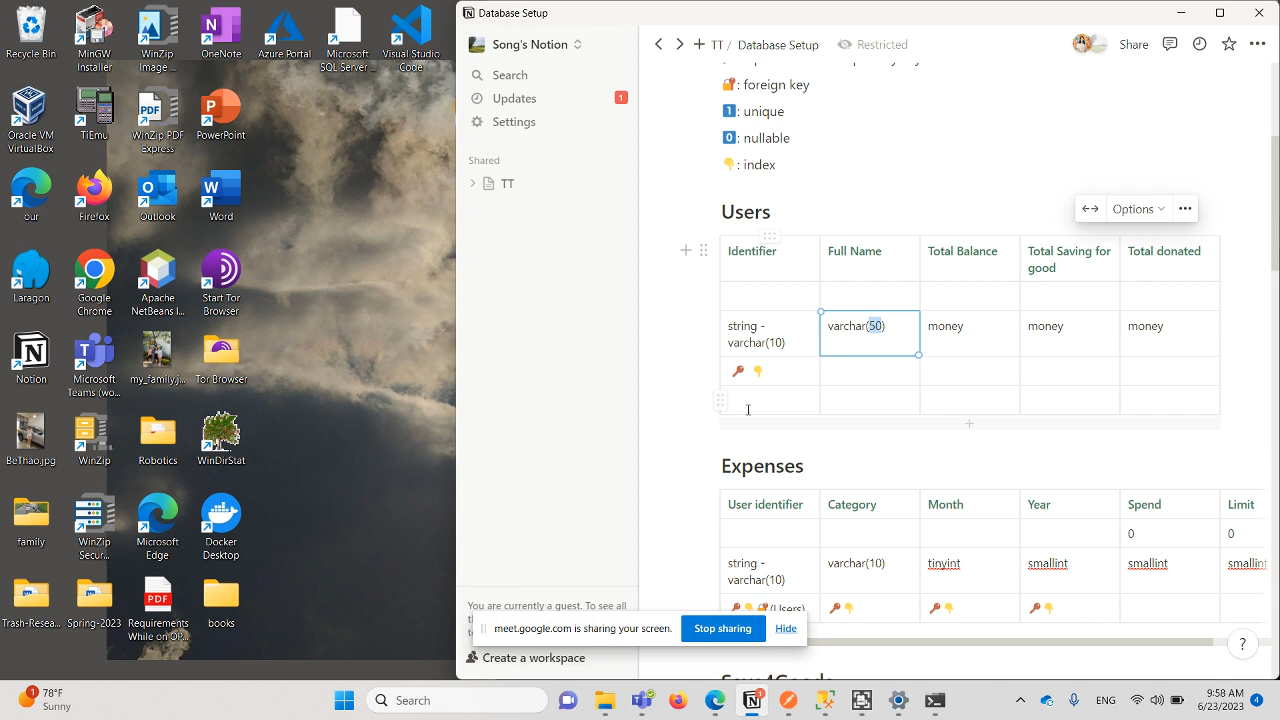 Recycle Bin
MinGW Installer
WinZip Image ...
OneNote
Azure Portal
Microsoft SQL Server ...
Visual Studio Code
Oracle VM VirtualBox
TiEmu
WinZip PDF Express
PowerPoint
our
Firefox
Outlook
Word
Laragon
Google Chrome
Apache NetBeans I...
Start Tor Browser
Notion
Microsoft Teams (wo...
my_family.j...
Tor Browser
BeThao.jpg
WinZip
Robotics
WinDirStat
family
WinZip Secur...
Microsoft Edge
Docker Desktop
Trash-Resea...
Spring-2023
Requirements While on OP...
books
Database Setup
Song's Notion
TT / Database Setup
Restricted
Share
Search
Updates
1
Settings
Shared
TT
: foreign key
1: unique
0: nullable
: index
Users
Options
Identifier Full Name Total Balance Total Saving for good Total donated
string - varchar(10) varchar(50) money money money
Expenses
User identifier Category Month Year Spend Limit
0 0
string - varchar(10) varchar(10) tinyint smallint smallint smallint
(Users)
You are currently a guest. To see all
meet.google.com is sharing your screen. Stop sharing Hide
Create a workspace
?
1
78°F
Sunny
Search
1
ENG
9:58 AM
6/23/2023
4